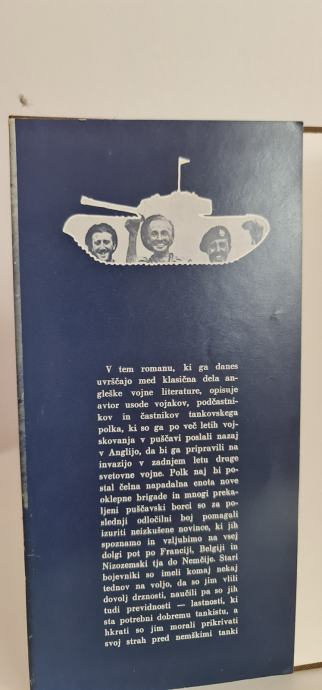 V tem romanu, ki ga danes
uvrščajo med klasična dela an-
gleške vojne literature, opisuje
avtor usode vojakov, podčastni-
kov in častnikov tankovskega
polka, ki so ga po več letih voj-
skovanja v puščavi poslali nazaj
v Anglijo, da bi ga pripravili na
invazijo v zadnjem letu druge
svetovne vojne. Polk naj bi po-
stal čelna napadalna enota nove
oklepne brigade in mnogi preka-
ljeni puščavski borci so za po-
slednji odločilni boj pomagali
izuriti neizkušene novince, ki jih
spoznamo in vzljubimo na vsej
dolgi pot po Franciji, Belgiji in
Nizozemski tja do Nemčije. Stari
bojevniki so imeli komaj nekaj
tednov na voljo, da so jim vlili
dovolj drznosti, naučili pa so jih
tudi previdnosti — lastnosti, ki
sta potrebni dobremu tankistu, a
hkrati so jim morali prikrivati
svoj strah pred nemškimi tanki